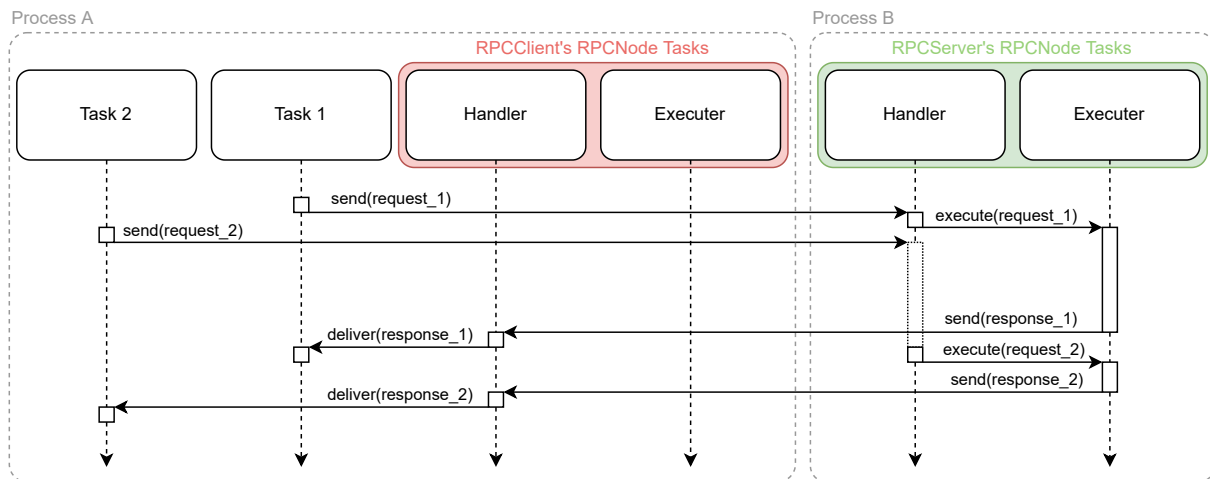 Process A
Process B
RPCClient's RPCNode Tasks
RPCServer's RPCNode Tasks
Task 2
Task 1
Handler
Executer
Handler
Executer
send(request_1)
execute(request_1)
send(request_2)
send(response_1)
deliver(response_1)
execute(request_2)
send(response_2)
deliver(response_2)